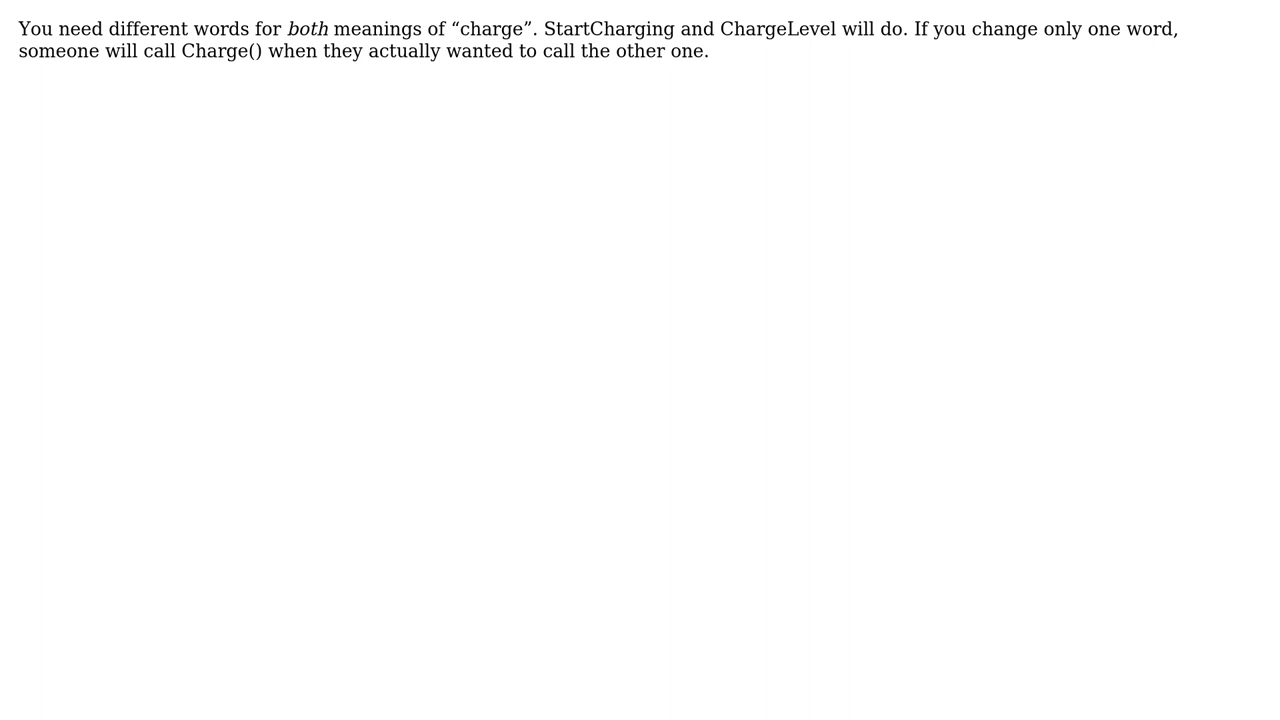 You need different words for both meanings of “charge”. StartCharging and ChargeLevel will do. If you change only one word,
someone will call Charge() when they actually wanted to call the other one.